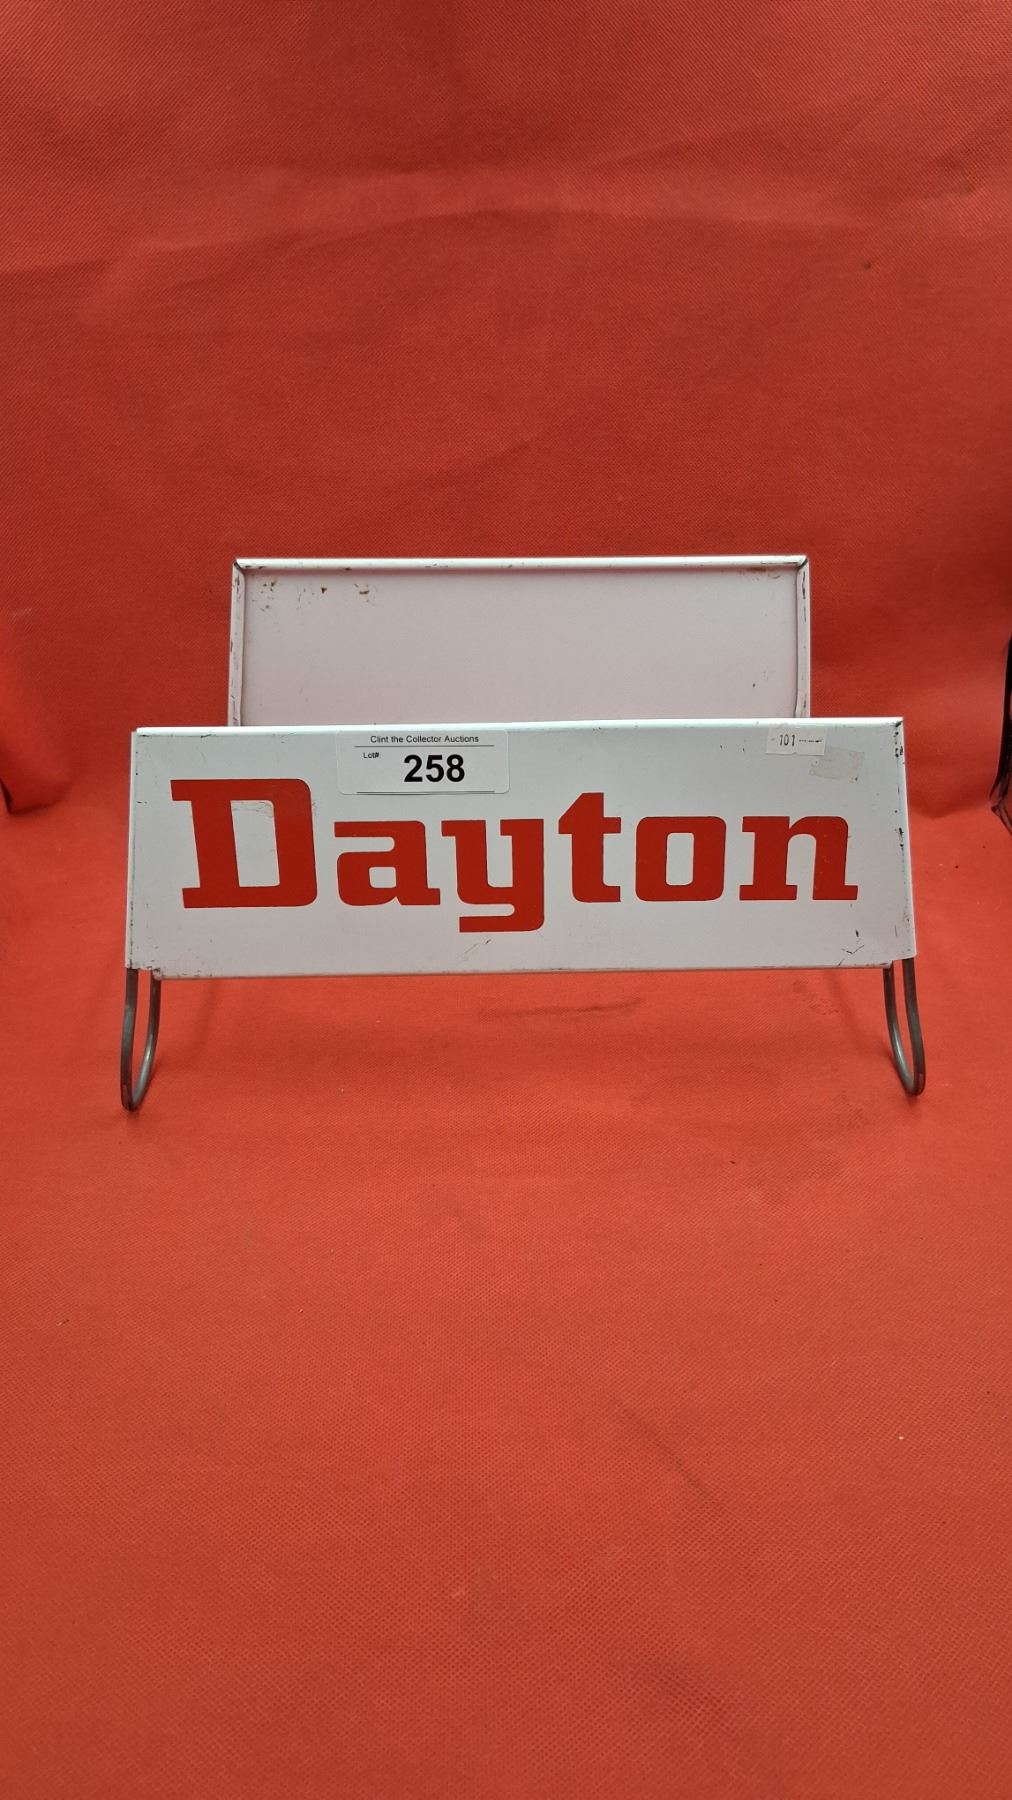 Clint the Collector Auctions
Lot#
258
101
Dayton